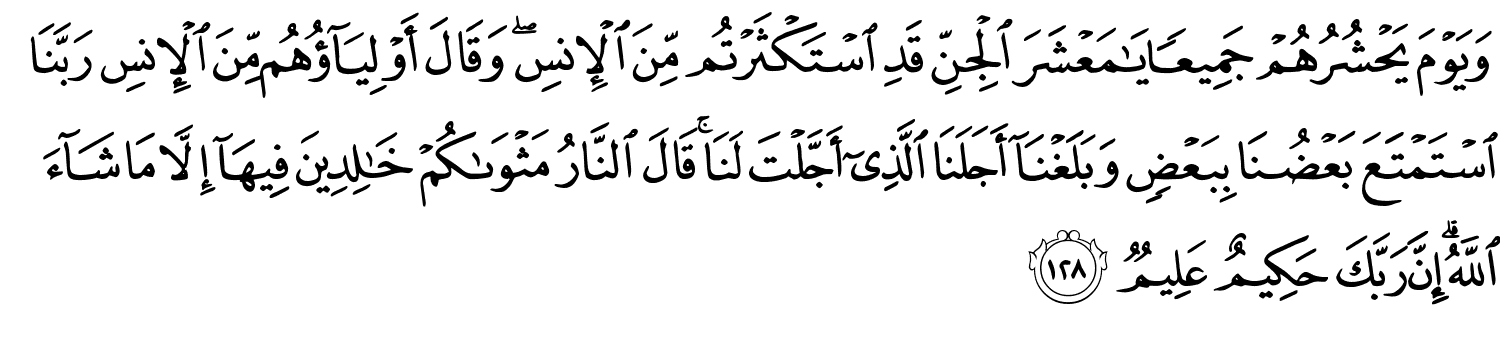 وَيَوْمَ يَحْشُرُهُمْ جَمِيعًا يَٰمَعْشَرَ ٱلْجِنِّ قَدِ ٱسْتَكْثَرْتُم مِّنَ ٱلْإِنسِ ۖ وَقَالَ أَوْلِيَآؤُهُم مِّنَ ٱلْإِنسِ رَبَّنَا
ٱسْتَمْتَعَ بَعْضُنَا بِبَعْضٍ وَبَلَغْنَآ أَجَلَنَا ٱلَّذِىٓ أَجَّلْتَ لَنَا ۚ قَالَ ٱلنَّارُ مَثْوَىٰكُمْ خَٰلِدِينَ فِيهَآ إِلَّا مَا شَآءَ
ٱللَّهُ ۗ إِنَّ رَبَّكَ حَكِيمٌ عَلِيمٌ ١٢٨